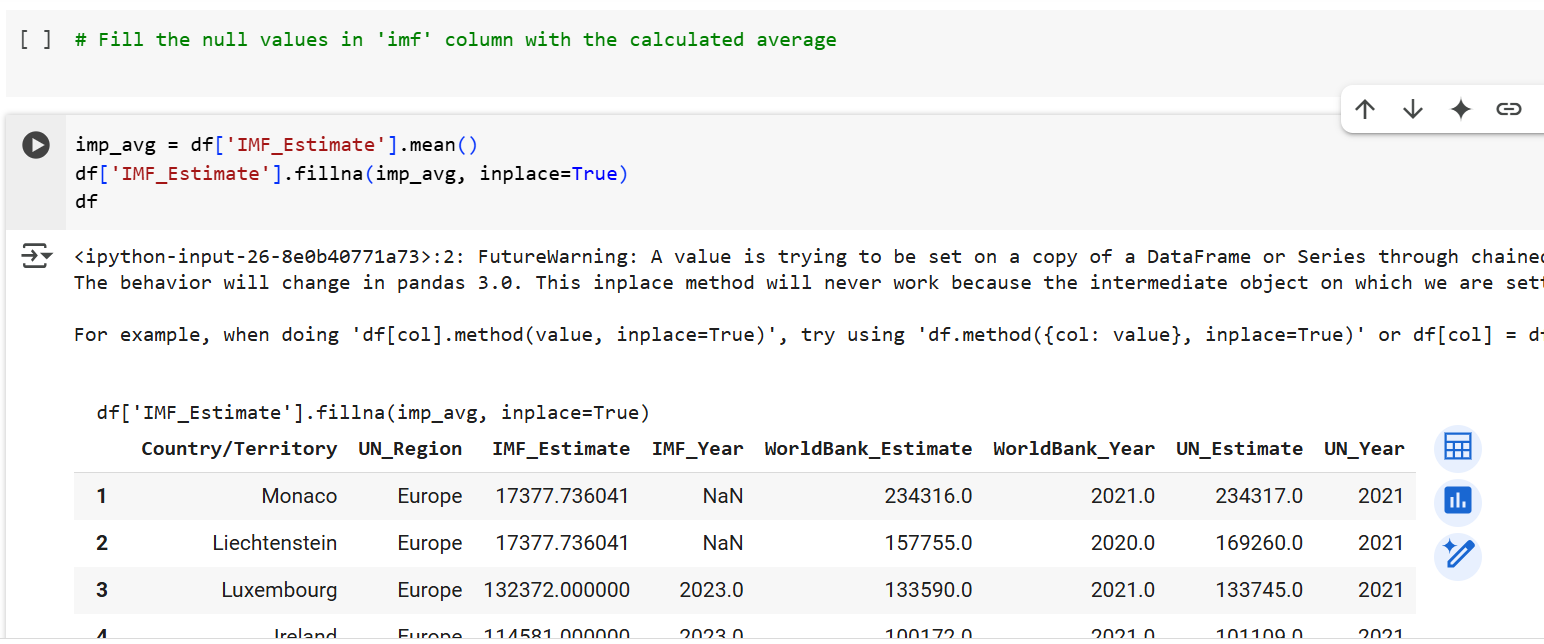 [ ] # Fill the null values in 'imf' column with the calculated average
imp_avg = df['IMF_Estimate'].mean()
df['IMF_Estimate'].fillna(imp_avg, inplace=True)
df
<ipython-input-26-8e0b40771a73>:2: FutureWarning: A value is trying to be set on a copy of a DataFrame or Series through chained
The behavior will change in pandas 3.0. This inplace method will never work because the intermediate object on which we are sett
For example, when doing 'df[col].method(value, inplace=True)', try using 'df.method({col: value}, inplace=True)' or df[col] = df
df['IMF_Estimate'].fillna(imp_avg, inplace=True)
Country/Territory UN_Region IMF_Estimate IMF_Year WorldBank_Estimate WorldBank_Year UN_Estimate UN_Year
1 Monaco Europe 17377.736041 NaN 234316.0 2021.0 234317.0 2021
2 Liechtenstein Europe 17377.736041 NaN 157755.0 2020.0 169260.0 2021
3 Luxembourg Europe 132372.000000 2023.0 133590.0 2021.0 133745.0 2021
4 Ireland Europe 114581.000000 2023.0 100172.0 2021.0 101109.0 2021